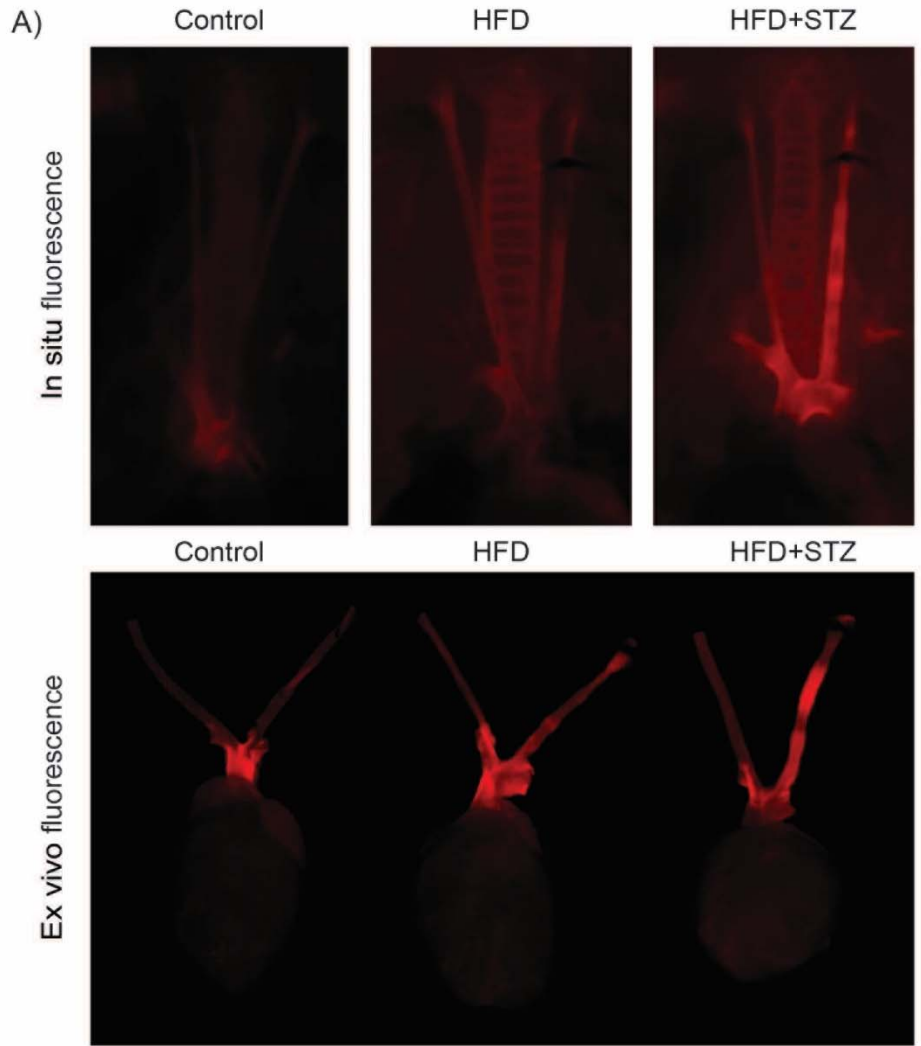 A)
Control HFD HFD+STZ
In situ fluorescence
Control HFD HFD+STZ
Ex vivo fluorescence